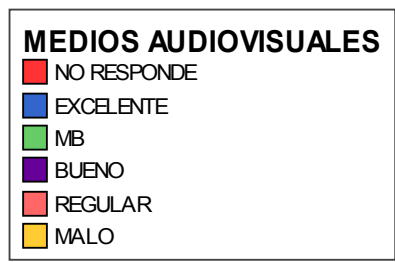 MEDIOS AUDIOVISUALES
NO RESPONDE
EXCELENTE
MB
BUENO
REGULAR
MALO